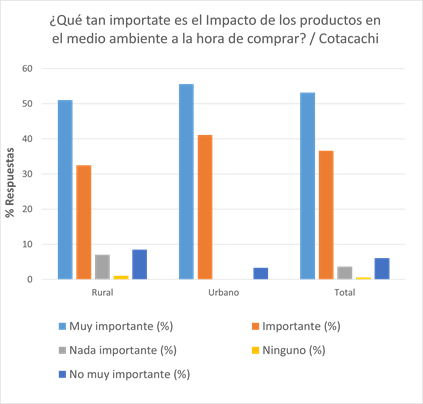 ¿Qué tan importate es el Impacto de los productos en
el medio ambiente a la hora de comprar? / Cotacachi
% Respuestas
60
50
40
30
20
10
0
Rural Urbano Total
Muy importante (%) Importante (%)
Nada importante (%) Ninguno (%)
No muy importante (%)